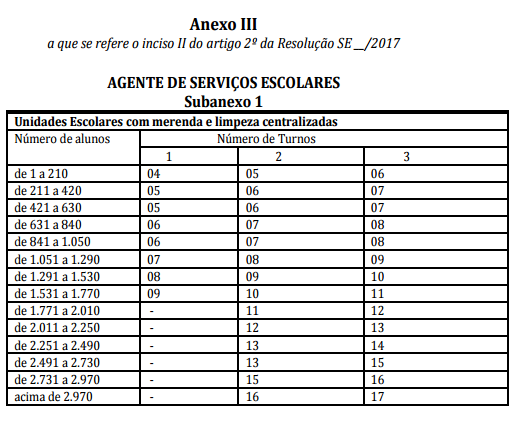 Anexo III
a que se refere o inciso II do artigo 2º da Resolução SE __/2017
AGENTE DE SERVIÇOS ESCOLARES
Subanexo 1
Unidades Escolares com merenda e limpeza centralizadas
Número de alunos Número de Turnos
1 2 3
de 1 a 210 04 05 06
de 211 a 420 05 06 07
de 421 a 630 05 06 07
de 631 a 840 06 07 08
de 841 a 1.050 06 07 08
de 1.051 a 1.290 07 08 09
de 1.291 a 1.530 08 09 10
de 1.531 a 1.770 09 10 11
de 1.771 a 2.010 - 11 12
de 2.011 a 2.250 - 12 13
de 2.251 a 2.490 - 13 14
de 2.491 a 2.730 - 13 15
de 2.731 a 2.970 - 15 16
acima de 2.970 - 16 17